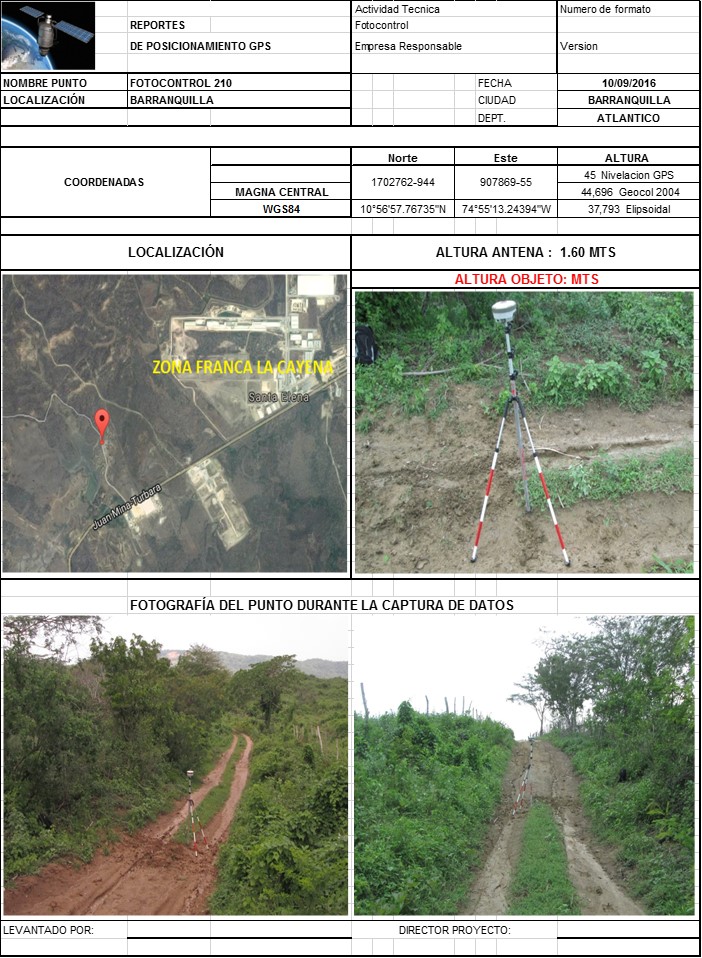 Actividad Tecnica
Numero de formato
REPORTES
Fotocontrol
DE POSICIONAMIENTO GPS
Empresa Responsable
Version
NOMBRE PUNTO
FOTOCONTROL 210
FECHA
10/09/2016
LOCALIZACIÓN
BARRANQUILLA
CIUDAD
BARRANQUILLA
DEPT.
ATLANTICO
COORDENADAS
Norte
Este
ALTURA
MAGNA CENTRAL
1702762-944
907869-55
45 Nivelacion GPS
44,696 Geocol 2004
WGS84
10°56'57.76735"N
74°55'13.24394"W
37,793 Elipsoidal
LOCALIZACIÓN
ALTURA ANTENA : 1.60 MTS
ALTURA OBJETO: MTS
ZONA FRANCA LA CAYENA
Santa Elena
Juan Mina-Turbara
FOTOGRAFÍA DEL PUNTO DURANTE LA CAPTURA DE DATOS
LEVANTADO POR:
DIRECTOR PROYECTO: